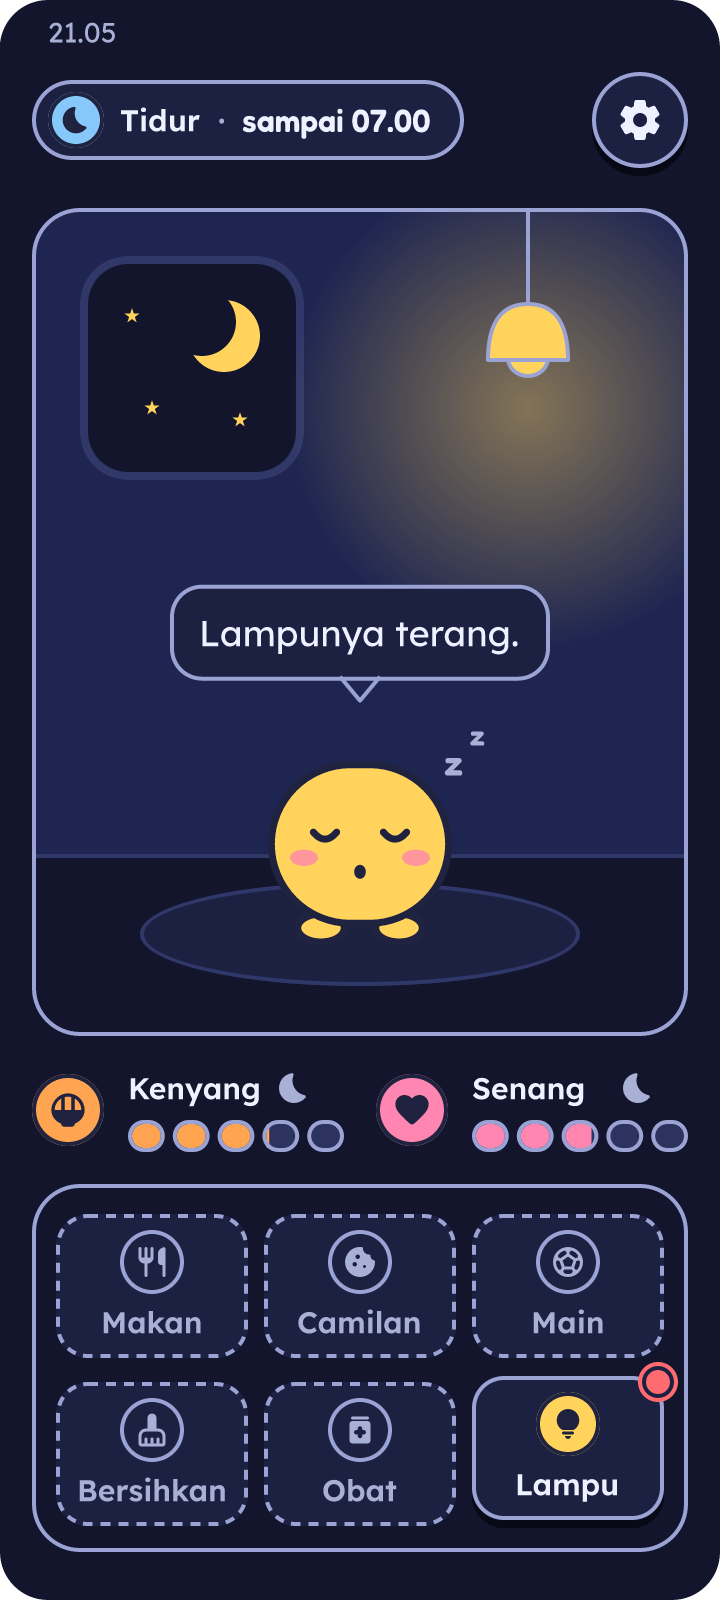 21.05
Tidur · sampai 07.00
Lampunya terang.
z
z
Kenyang
Senang
Makan
Camilan
Main
Bersihkan
Obat
Lampu